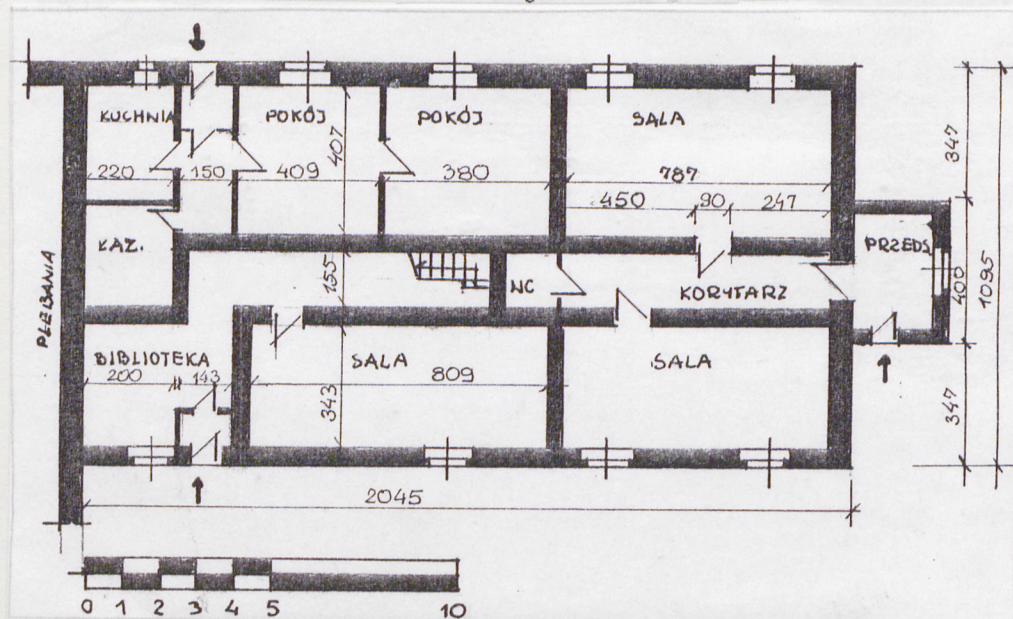 KUCHNIA
POKÓJ
POKÓJ
SALA
407
347
220
150
409
380
787
450
90
247
ŁAZ.
PRZEDS.
PLEBANIA
155
WC
KORYTARZ
400
1095
BIBLIOTEKA
SALA
SALA
200
143
809
343
347
2045
0 1 2 3 4 5 10